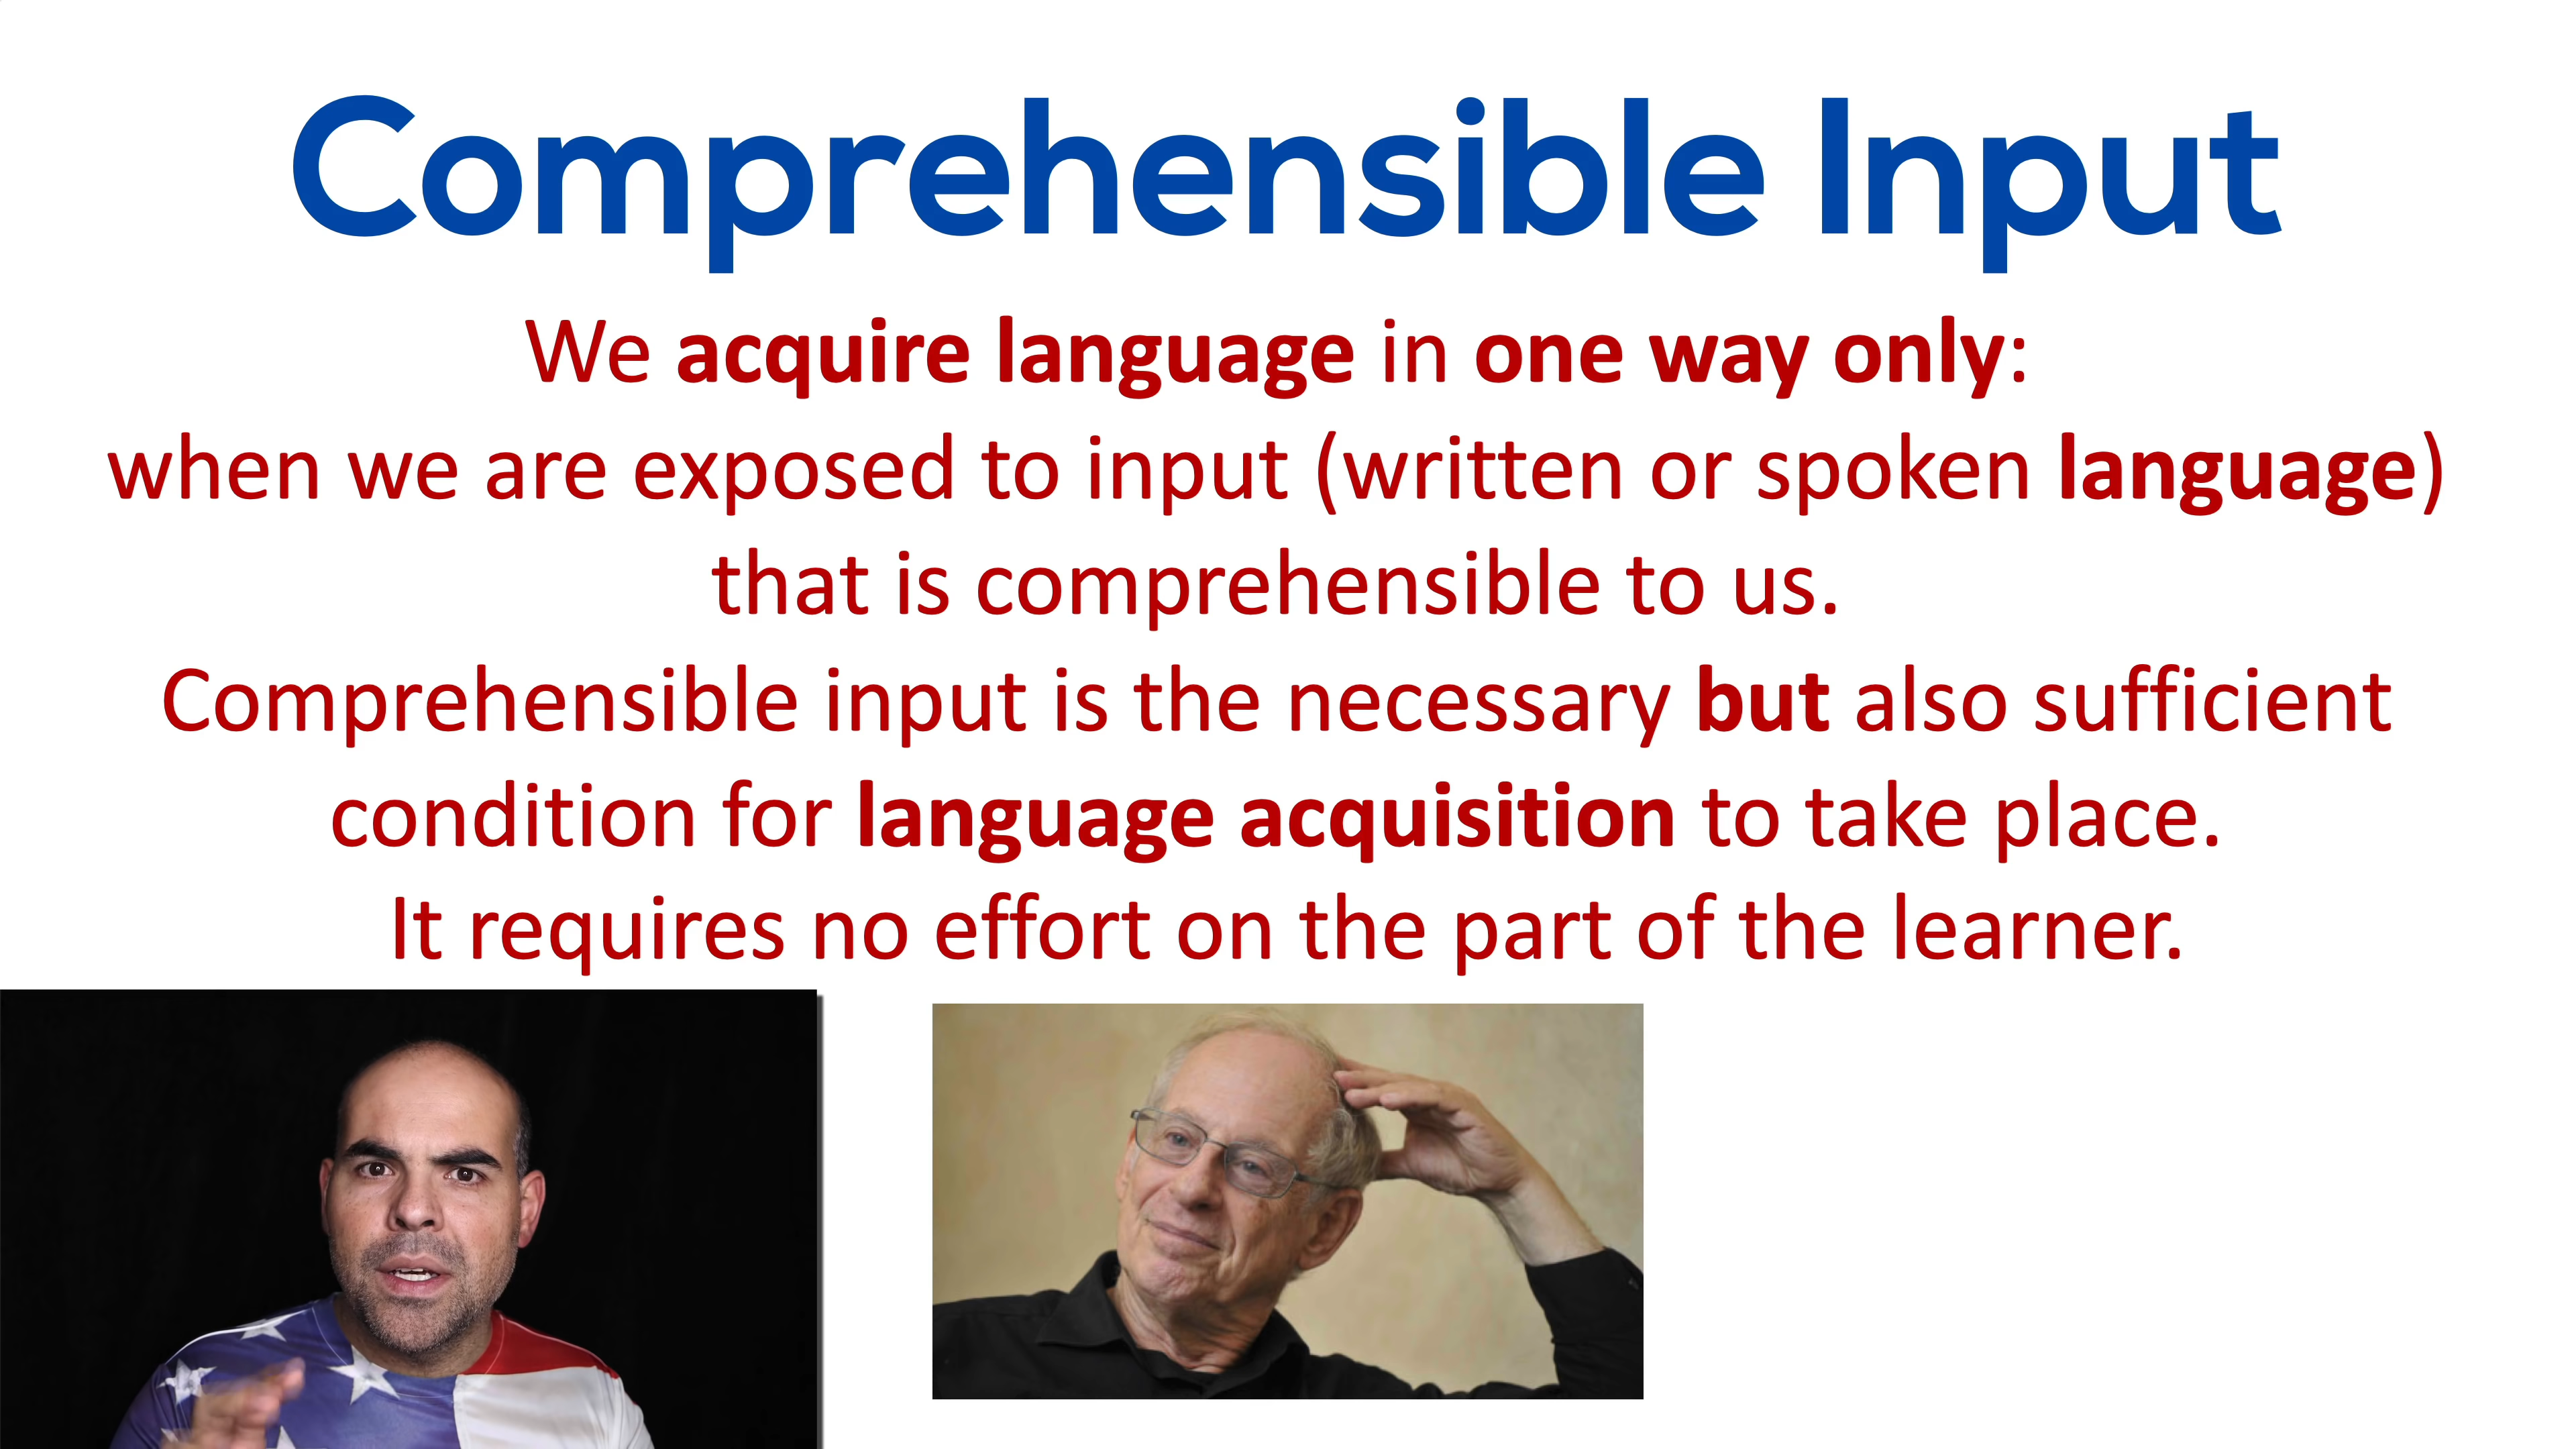 Comprehensible Input
We acquire language in one way only:
when we are exposed to input (written or spoken language)
that is comprehensible to us.
Comprehensible input is the necessary but also sufficient
condition for language acquisition to take place.
It requires no effort on the part of the learner.